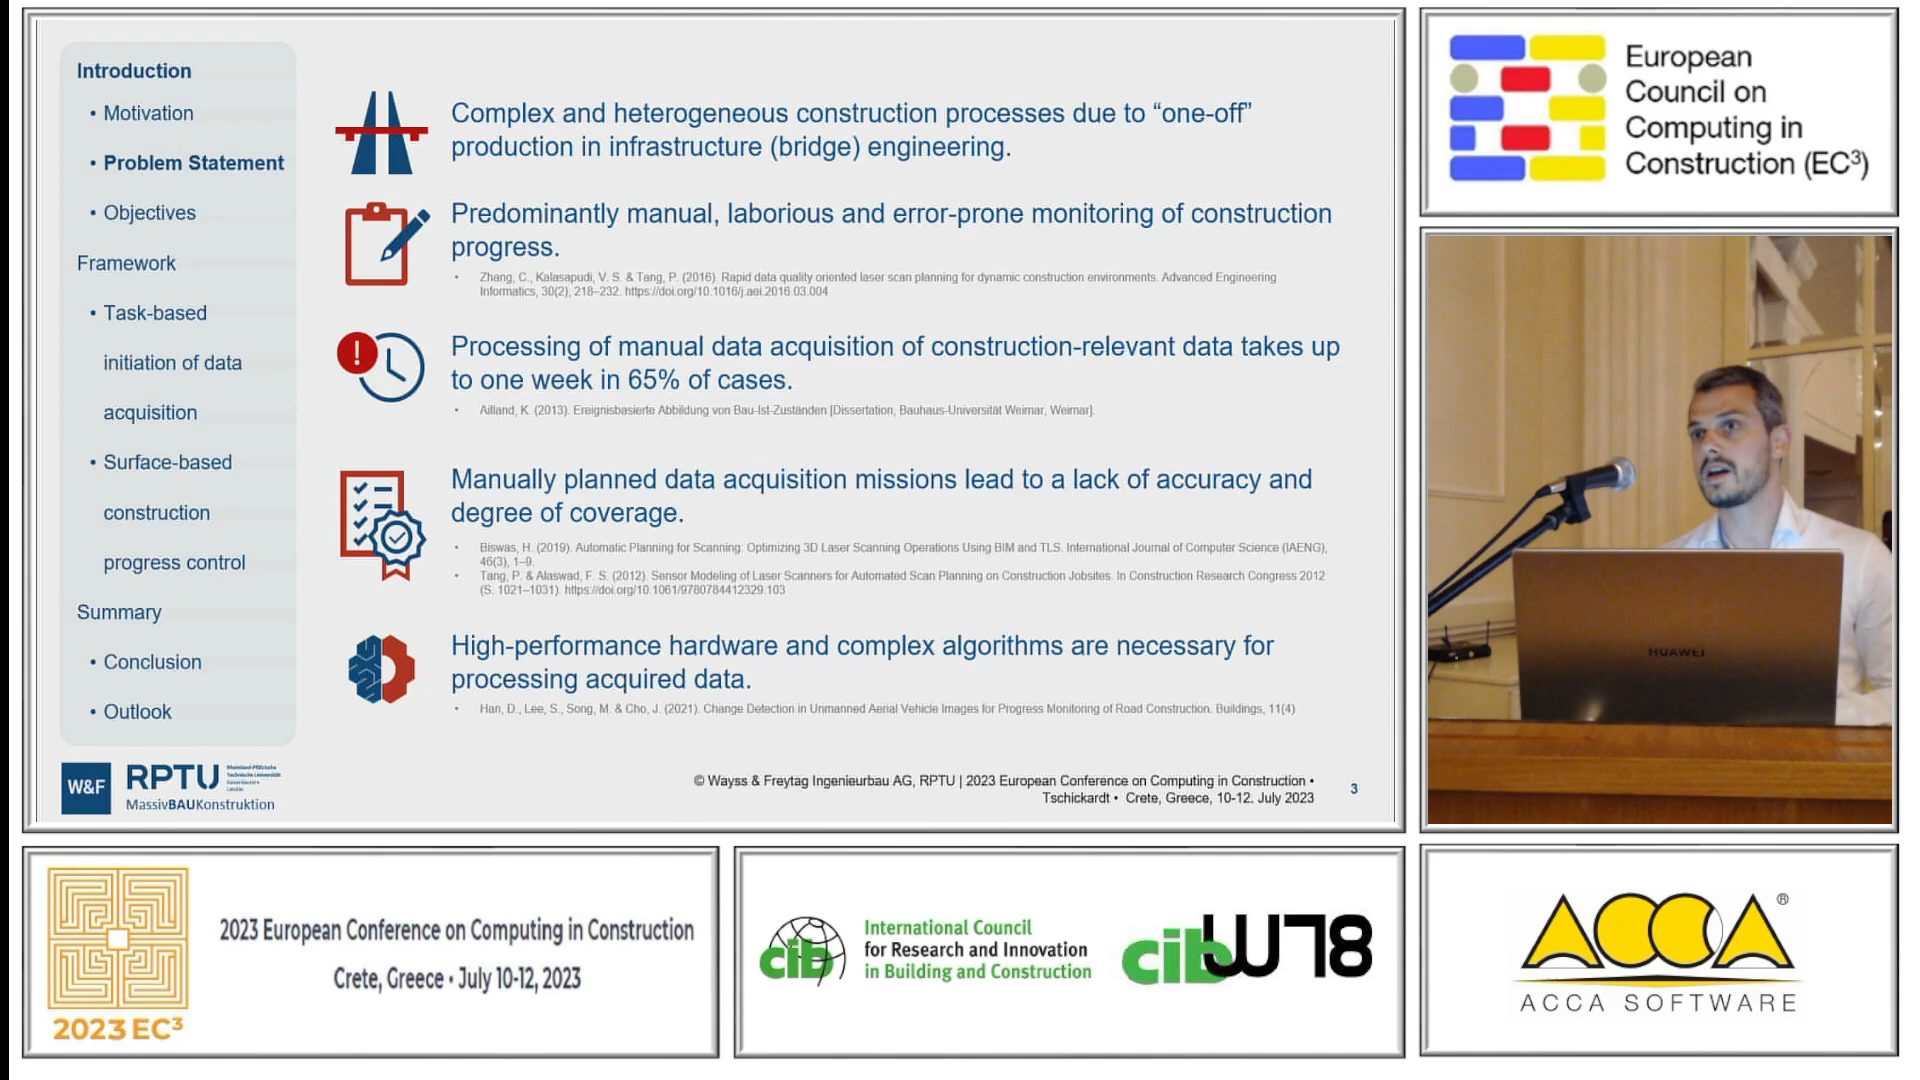 Introduction
• Motivation
• Problem Statement
• Objectives
Framework
• Task-based
initiation of data
acquisition
• Surface-based
construction
progress control
Summary
• Conclusion
• Outlook
Complex and heterogeneous construction processes due to “one-off”
production in infrastructure (bridge) engineering.
Predominantly manual, laborious and error-prone monitoring of construction
progress.
• Zhang, C., Kalasapudi, V. S. & Tang, P. (2016). Rapid data quality oriented laser scan planning for dynamic construction environments. Advanced Engineering
Informatics, 30(2), 218–232. https://doi.org/10.1016/j.aei.2016.03.004
Processing of manual data acquisition of construction-relevant data takes up
to one week in 65% of cases.
• Ailland, K. (2013). Ereignisbasierte Abbildung von Bau-Ist-Zuständen [Dissertation, Bauhaus-Universität Weimar, Weimar].
Manually planned data acquisition missions lead to a lack of accuracy and
degree of coverage.
• Biswas, H. (2019). Automatic Planning for Scanning: Optimizing 3D Laser Scanning Operations Using BIM and TLS. International Journal of Computer Science (IAENG),
46(3), 1–9.
• Tang, P. & Alaswad, F. S. (2012). Sensor Modeling of Laser Scanners for Automated Scan Planning on Construction Jobsites. In Construction Research Congress 2012
(S. 1021–1031). https://doi.org/10.1061/9780784412329.103
High-performance hardware and complex algorithms are necessary for
processing acquired data.
• Han, D., Lee, S., Song, M. & Cho, J. (2021). Change Detection in Unmanned Aerial Vehicle Images for Progress Monitoring of Road Construction. Buildings, 11(4)
W&F
RPTU
MassivBAUKonstruktion
© Wayss & Freytag Ingenieurbau AG, RPTU | 2023 European Conference on Computing in Construction •
Tschickardt • Crete, Greece, 10-12. July 2023
3
European
Council on
Computing in
Construction (EC³)
HUAWEI
2023 EC³
2023 European Conference on Computing in Construction
Crete, Greece • July 10-12, 2023
cib
International Council
for Research and Innovation
in Building and Construction
cib W78
ACCA ®
ACCA SOFTWARE